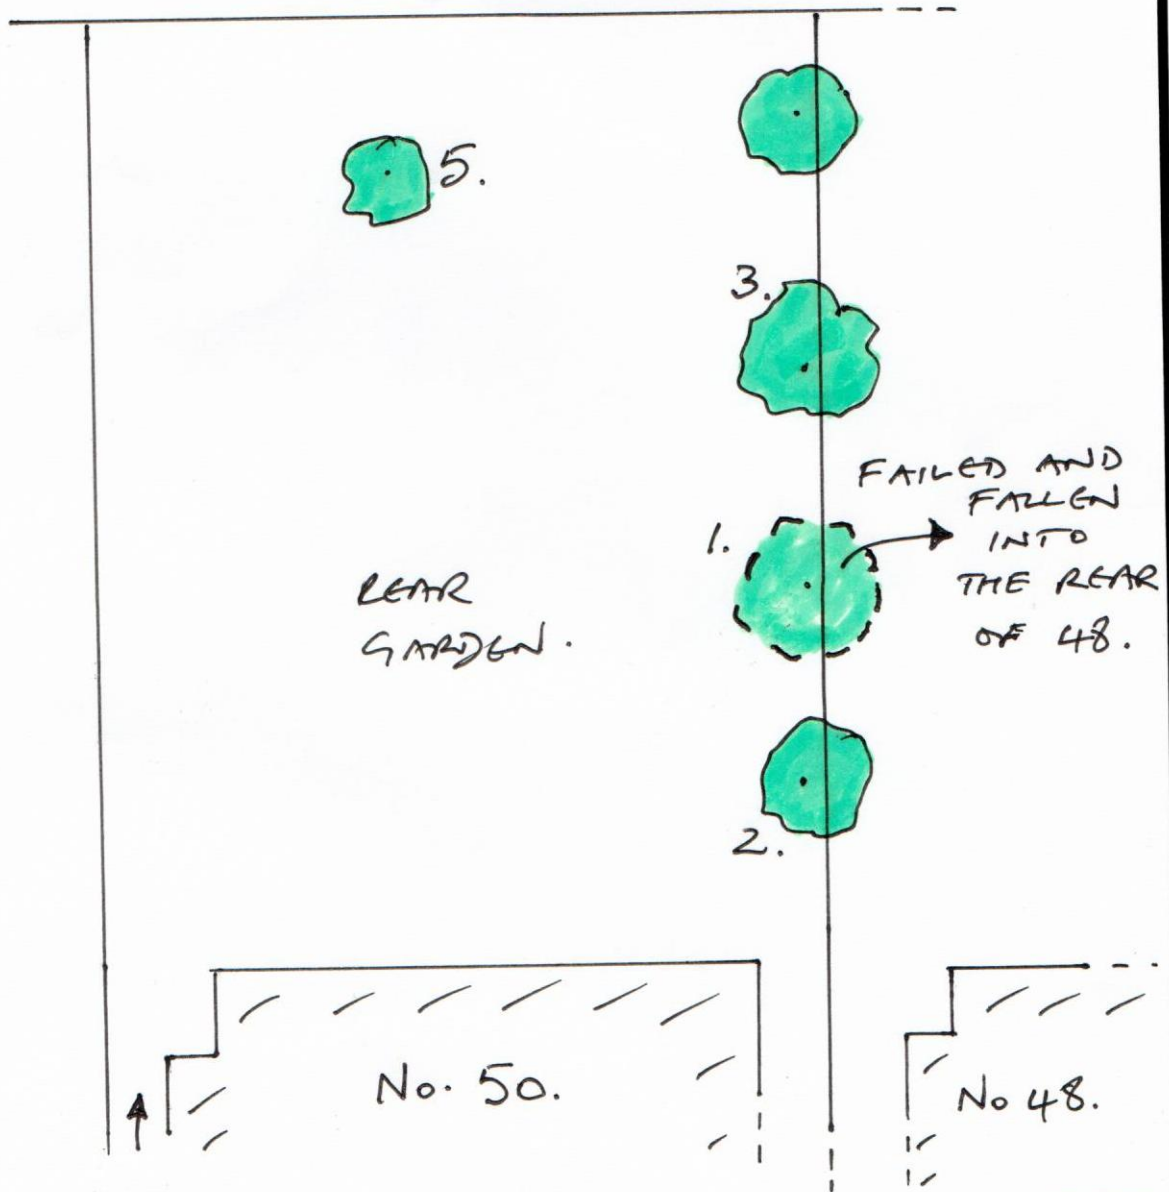 5.
3.
FAILED AND
FALLEN
INTO
THE REAR
OF 48.
1.
REAR
GARDEN.
2.
No. 50.
No 48.